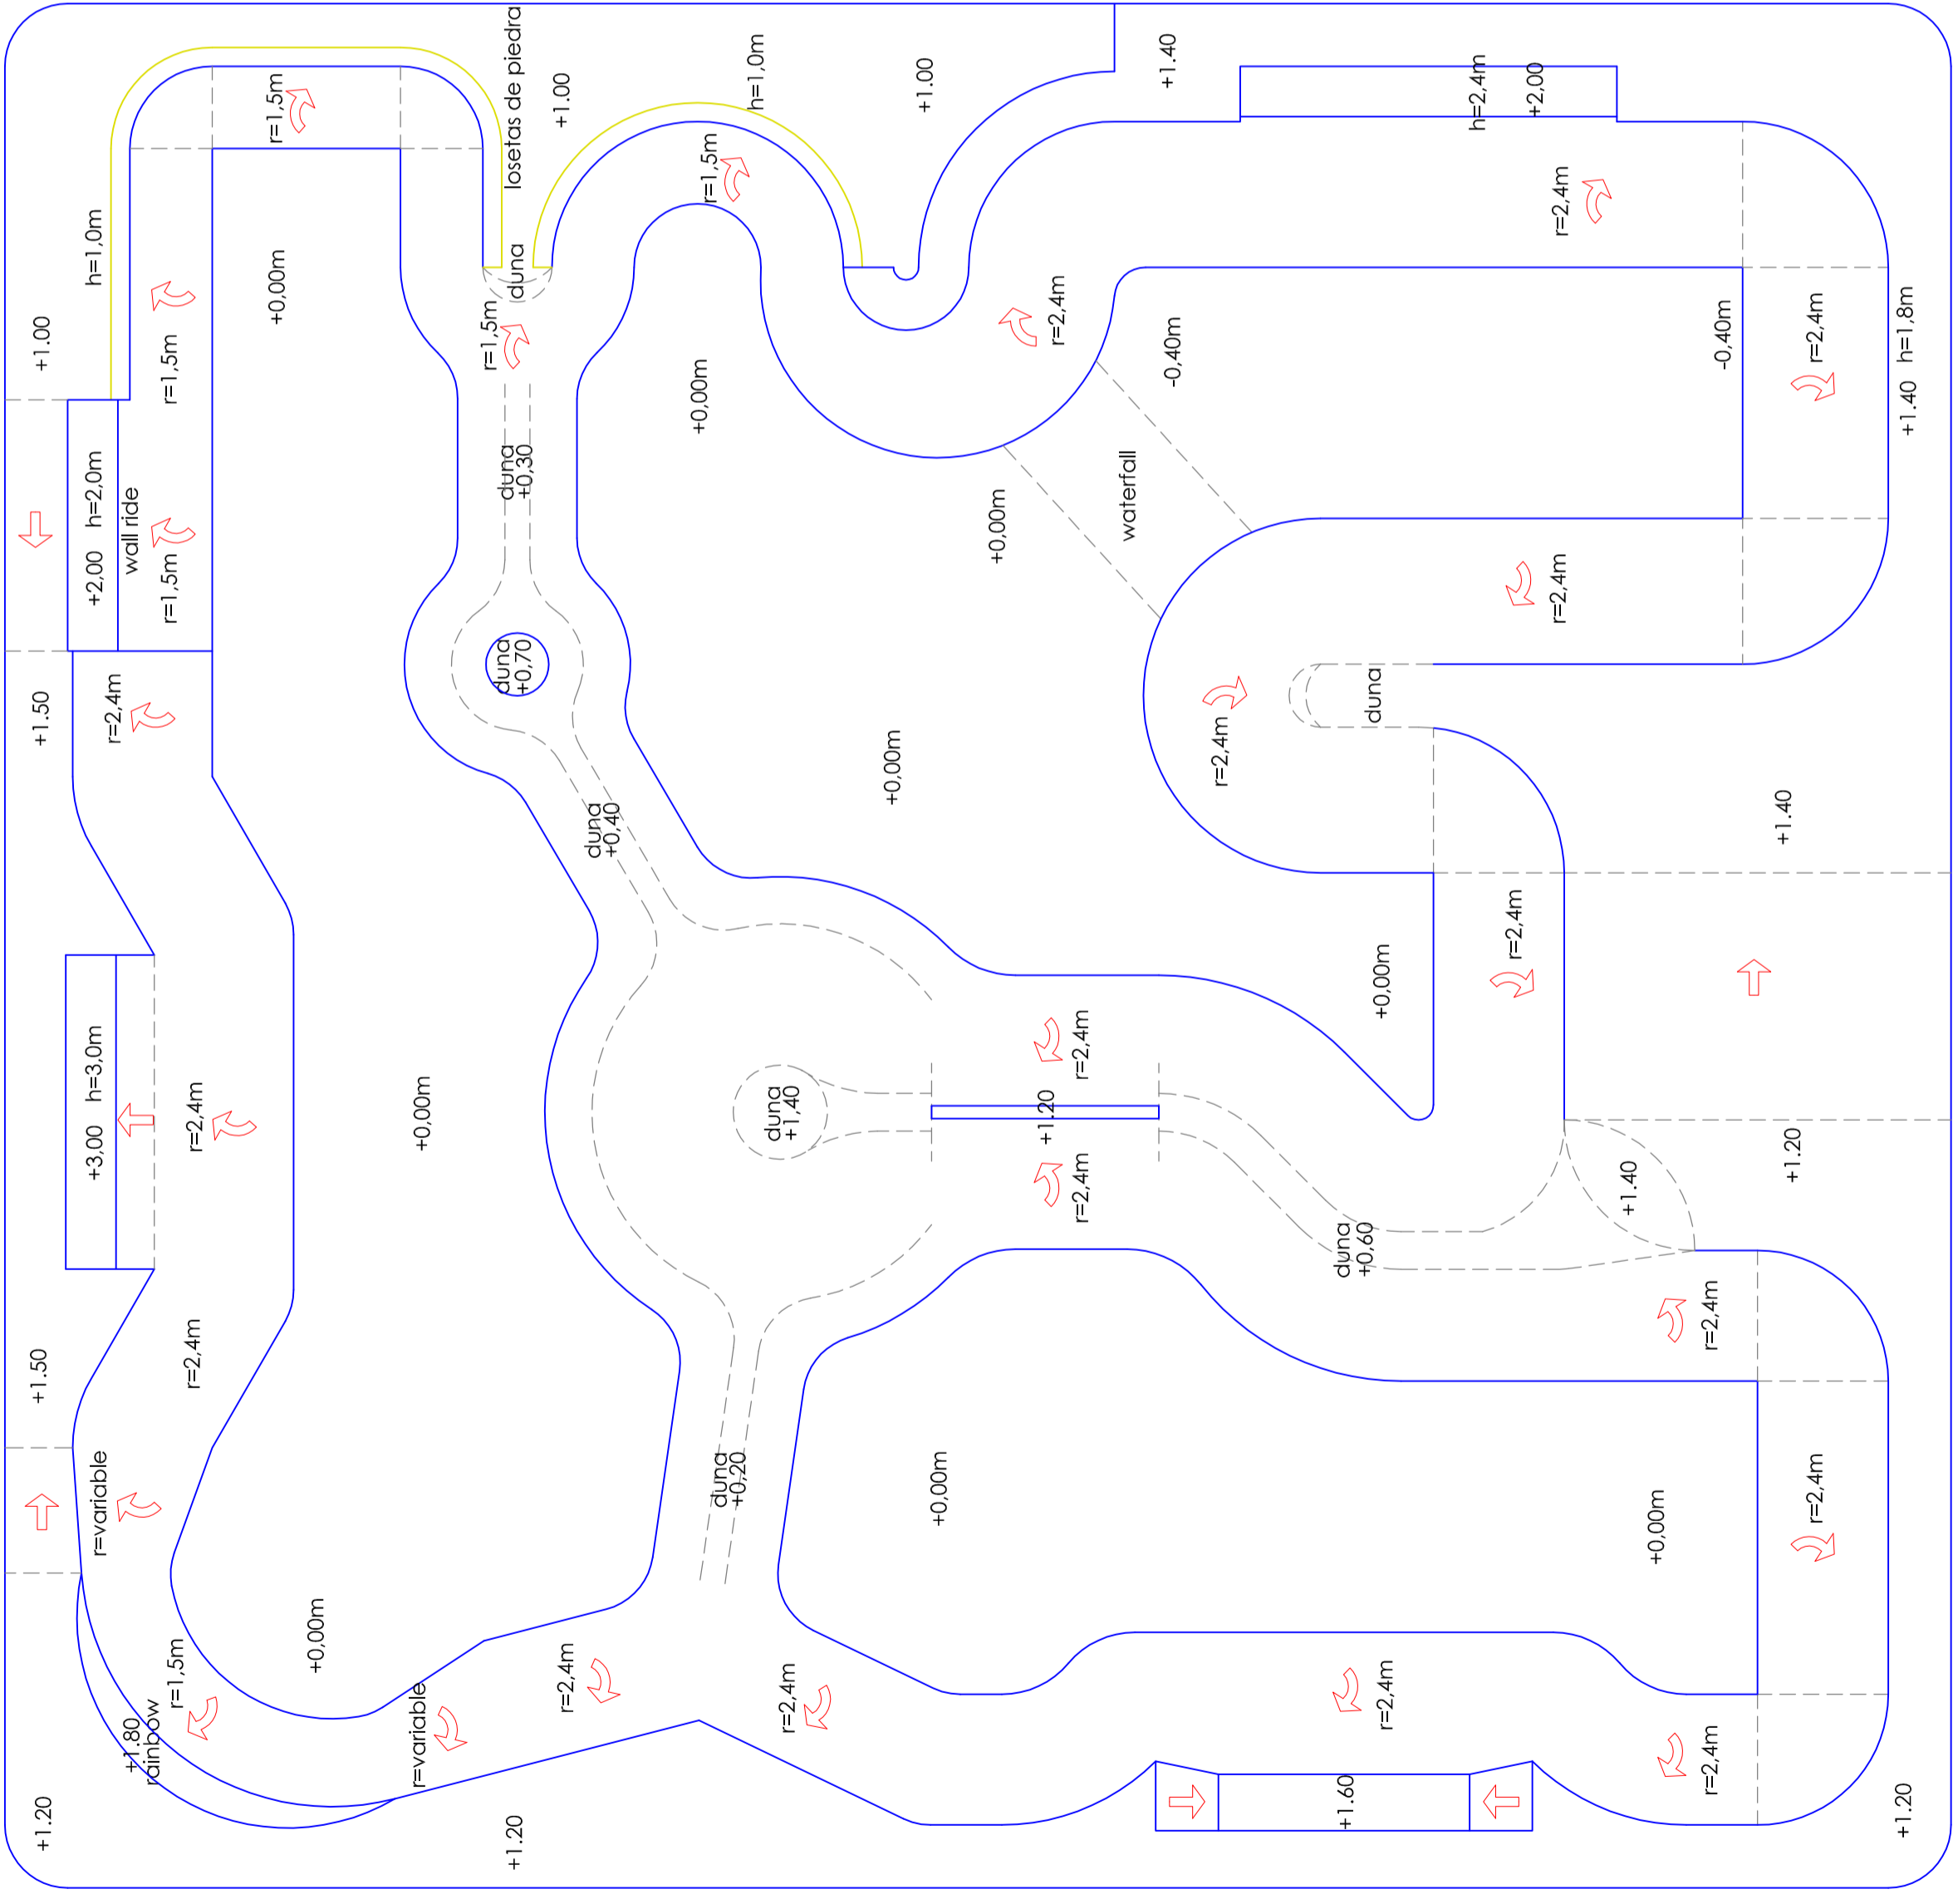 losetas de piedra
h=1,0m
+1.00
+1.00
+1.40
h=2,4m
+2,00
r=1,5m
r=1,5m
r=2,4m
h=1,0m
+0,00m
duna
r=1,5m
r=2,4m
+1.00
r=1,5m
+0,00m
-0,40m
-0,40m
r=2,4m
h=1,8m
+1.40
duna
+0,30
h=2,0m
+2,00
wall ride
r=1,5m
+0,00m
waterfall
r=2,4m
+1.50
r=2,4m
duna
+0,70
+0,00m
r=2,4m
duna
duna
+0,40
+1.40
r=2,4m
+0,00m
h=3,0m
+3,00
r=2,4m
+0,00m
duna
+1,40
r=2,4m
+1.20
r=2,4m
+1.40
+1.20
duna
+0,60
+1.50
r=2,4m
r=2,4m
r=variable
duna
+0,20
+0,00m
+0,00m
r=2,4m
+0,00m
r=1,5m
+1.80
rainbow
r=variable
r=2,4m
r=2,4m
r=2,4m
r=2,4m
+1.20
+1.20
+1.60
+1.20